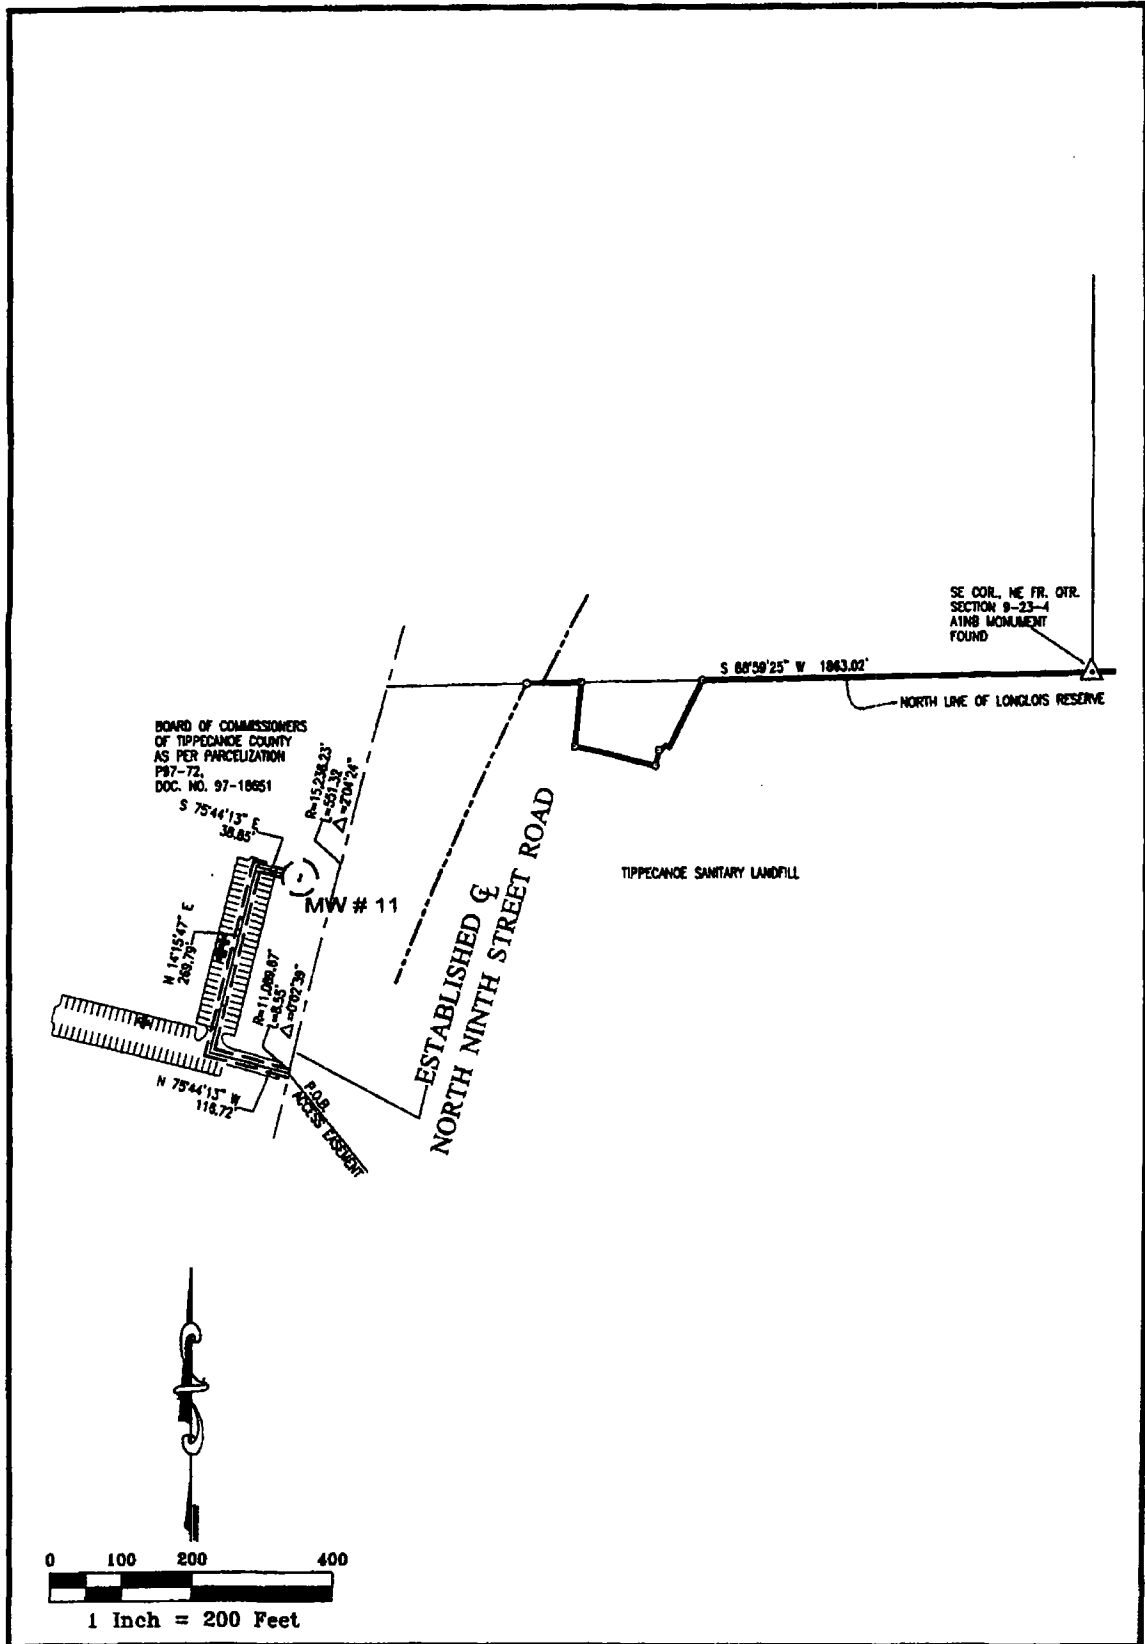 SE COR., NE FR. QTR.
SECTION 9-23-4
MONUMENT
FOUND
S 88°59'25" W 1863.02'
NORTH LINE OF LONGLOIS RESERVE
BOARD OF COMMISSIONERS
OF TIPPECANOE COUNTY
AS PER PARCELIZATION
P97-72,
DOC. NO. 97-18651
S 75°44'13" E
38.85'
R=15,238.23'
L=551.32
Δ =2°04'24"
TIPPECANOE SANITARY LANDFILL
MW # 11
N 14°15'47" E
269.79'
R=11,089.87'
L=8.55'
Δ=0°02'39"
ESTABLISHED ℄
NORTH NINTH STREET ROAD
N 75°44'13" W
116.72'
P.O.B.
ACCESS EASEMENT
0 100 200 400
1 Inch = 200 Feet